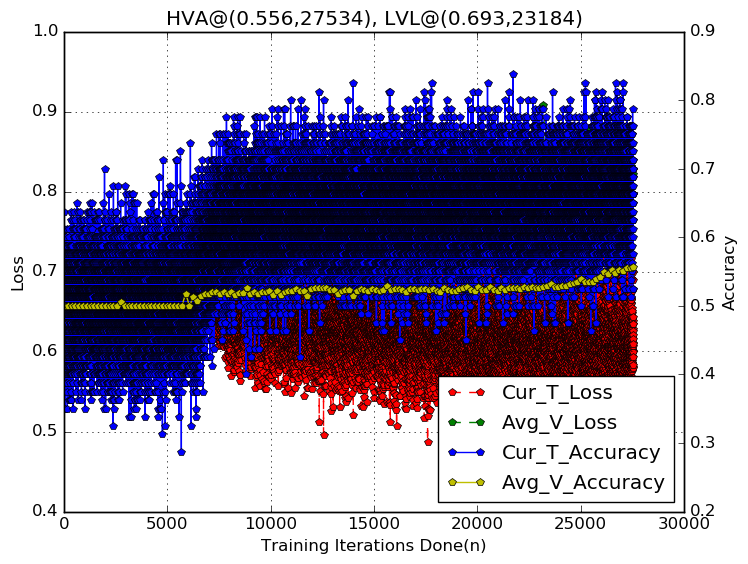 HVA@(0.556,27534), LVL@(0.693,23184)
1.0
0.9
0.8
0.7
0.6
0.5
0.4
Loss
0.9
0.8
0.7
0.6
0.5
0.4
0.3
0.2
Accuracy
Cur_T_Loss
Avg_V_Loss
Cur_T_Accuracy
Avg_V_Accuracy
0 5000 10000 15000 20000 25000 30000
Training Iterations Done(n)